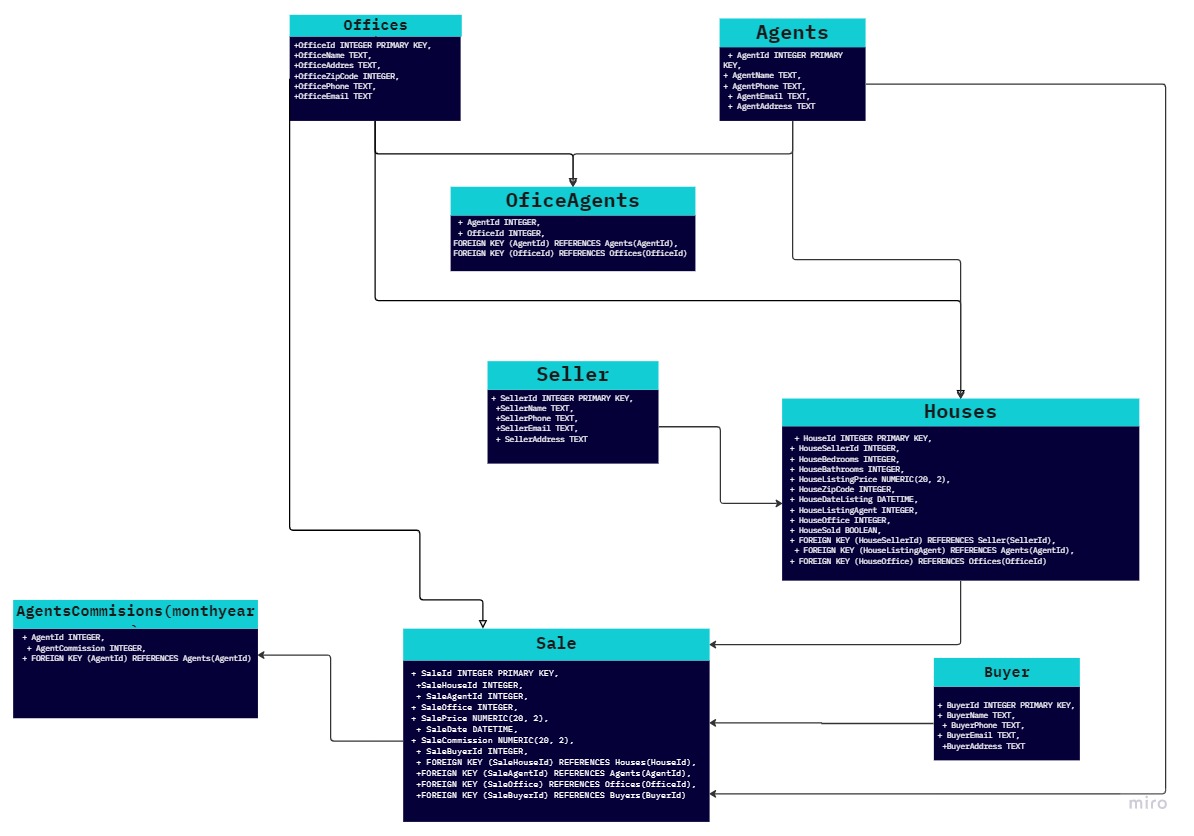 Offices
+OfficeId INTEGER PRIMARY KEY,
+OfficeName TEXT,
+OfficeAddres TEXT,
+OfficeZipCode INTEGER,
+OfficePhone TEXT,
+OfficeEmail TEXT
Agents
+ AgentId INTEGER PRIMARY
KEY,
+ AgentName TEXT,
+ AgentPhone TEXT,
+ AgentEmail TEXT,
+ AgentAddress TEXT
OficeAgents
+ AgentId INTEGER,
+ OfficeId INTEGER,
FOREIGN KEY (AgentId) REFERENCES Agents(AgentId),
FOREIGN KEY (OfficeId) REFERENCES Offices(OfficeId)
Seller
+ SellerId INTEGER PRIMARY KEY,
+SellerName TEXT,
+SellerPhone TEXT,
+SellerEmail TEXT,
+ SellerAddress TEXT
Houses
+ HouseId INTEGER PRIMARY KEY,
+ HouseSellerId INTEGER,
+ HouseBedrooms INTEGER,
+ HouseBathrooms INTEGER,
+ HouseListingPrice NUMERIC(20, 2),
+ HouseZipCode INTEGER,
+ HouseDateListing DATETIME,
+ HouseListingAgent INTEGER,
+ HouseOffice INTEGER,
+ HouseSold BOOLEAN,
+ FOREIGN KEY (HouseSellerId) REFERENCES Seller(SellerId),
+ FOREIGN KEY (HouseListingAgent) REFERENCES Agents(AgentId),
+ FOREIGN KEY (HouseOffice) REFERENCES Offices(OfficeId)
AgentsCommisions(monthyear
)
+ AgentId INTEGER,
+ AgentCommission INTEGER,
+ FOREIGN KEY (AgentId) REFERENCES Agents(AgentId)
Sale
+ SaleId INTEGER PRIMARY KEY,
+SaleHouseId INTEGER,
+ SaleAgentId INTEGER,
+ SaleOffice INTEGER,
+ SalePrice NUMERIC(20, 2),
+ SaleDate DATETIME,
+ SaleCommission NUMERIC(20, 2),
+ SaleBuyerId INTEGER,
+ FOREIGN KEY (SaleHouseId) REFERENCES Houses(HouseId),
+FOREIGN KEY (SaleAgentId) REFERENCES Agents(AgentId),
+FOREIGN KEY (SaleOffice) REFERENCES Offices(OfficeId),
+FOREIGN KEY (SaleBuyerId) REFERENCES Buyers(BuyerId)
Buyer
+ BuyerId INTEGER PRIMARY KEY,
+ BuyerName TEXT,
+ BuyerPhone TEXT,
+ BuyerEmail TEXT,
+BuyerAddress TEXT
miro